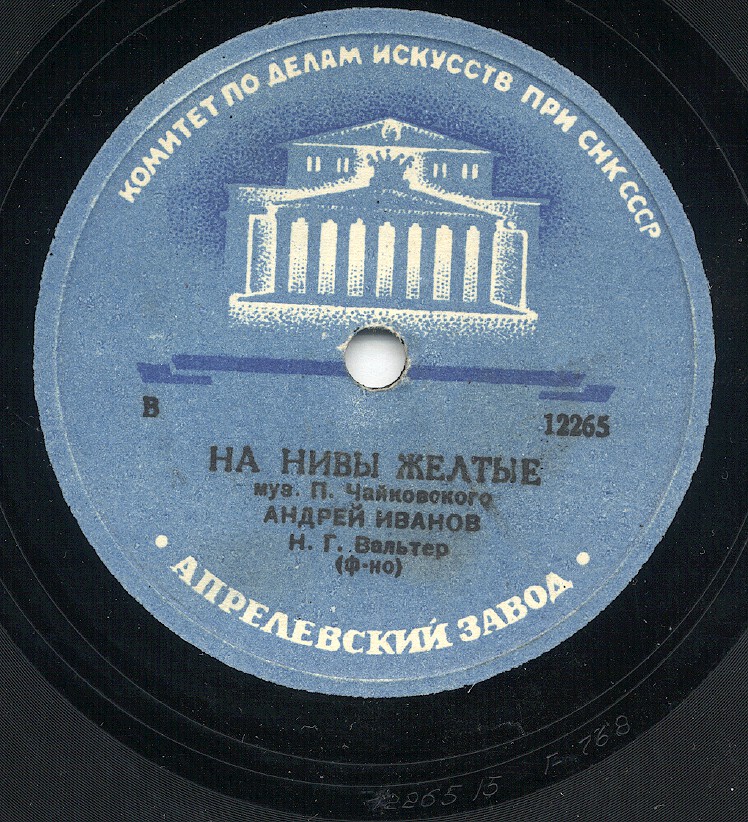 КОМИТЕТ ПО ДЕЛАМ ИСКУССТВ ПРИ СНК СССР
В
12265
НА НИВЫ ЖЕЛТЫЕ
муз. П. Чайковского
АНДРЕЙ ИВАНОВ
Н. Г. Вальтер
(ф-но)
• АПРЕЛЕВСКИЙ ЗАВОД •